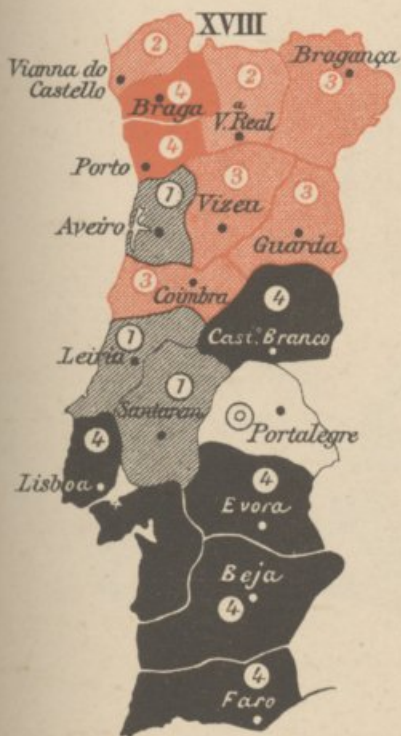 XVIII
2
Bragança
Vianna do
Castello
2
3
4
Braga
V.ª Real
4
Porto
1
3
Aveiro
Vizeu
3
Guarda
3
Coimbra
4
Leiria
1
Cast.º Branco
1
Santarem
0
Portalegre
4
Lisboa
4
Evora
Beja
4
4
Faro